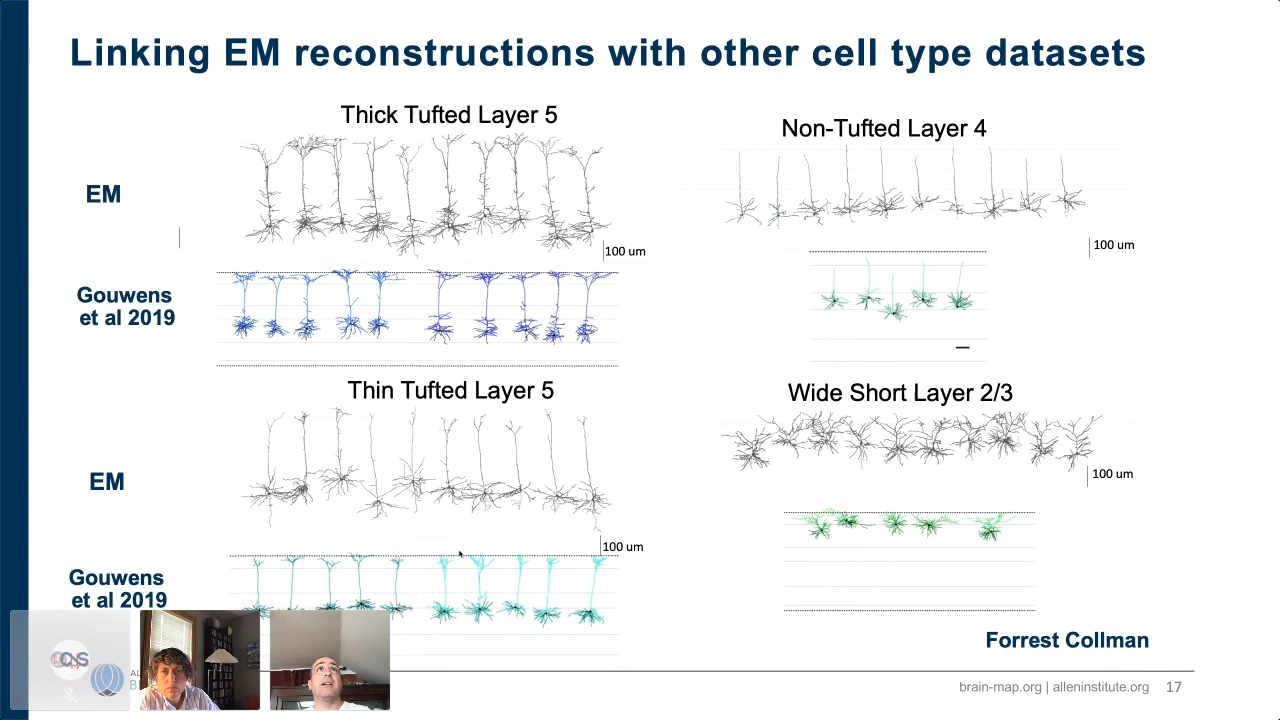 Linking EM reconstructions with other cell type datasets
Thick Tufted Layer 5
Non-Tufted Layer 4
EM
100 um
100 um
Gouwens
et al 2019
Thin Tufted Layer 5
Wide Short Layer 2/3
EM
100 um
100 um
Gouwens
et al 2019
Forrest Collman
brain-map.org | alleninstitute.org 17